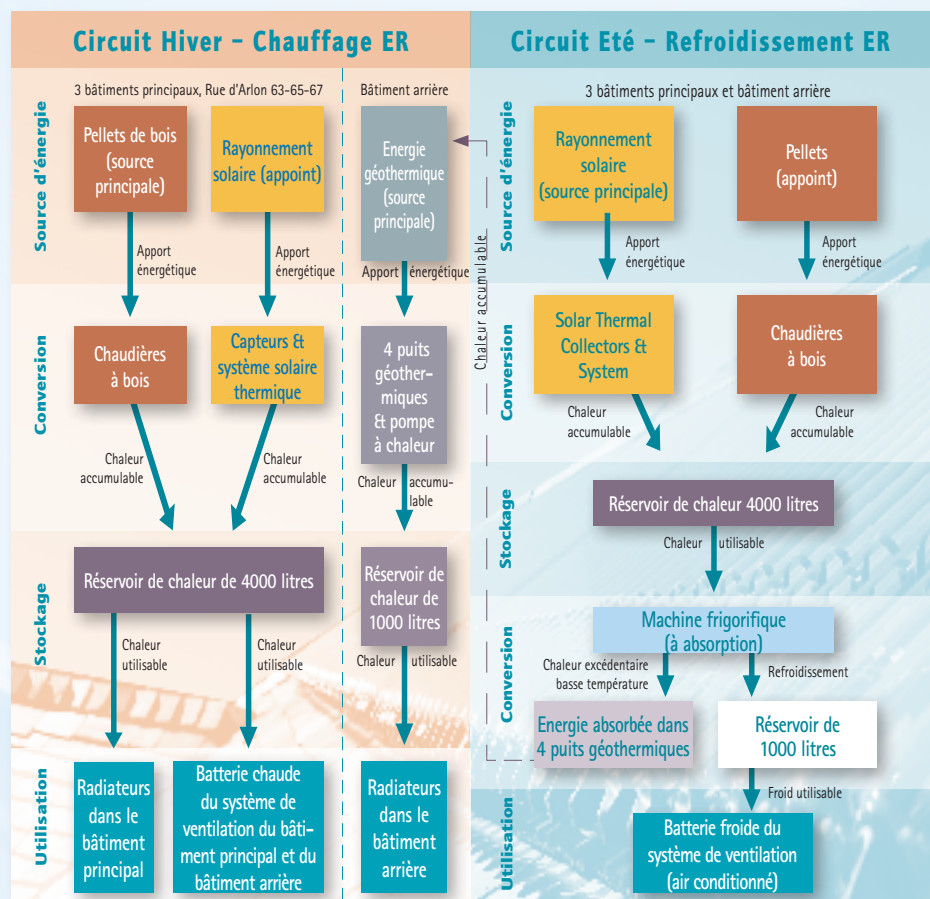 Circuit Hiver – Chauffage ER
3 bâtiments principaux, Rue d'Arlon 63-65-67
Bâtiment arrière
Source d'énergie
Pellets de bois
(source
principale)
Rayonnement
solaire (appoint)
Energie
géothermique
(source
principale)
Apport
énergétique
Apport
énergétique
Apport énergétique
Conversion
Chaudières
à bois
Capteurs &
système solaire
thermique
4 puits
géother-
miques
& pompe
à chaleur
Chaleur
accumulable
Chaleur
accumulable
Chaleur accumu-
lable
Stockage
Réservoir de chaleur de 4000 litres
Réservoir de
chaleur de
1000 litres
Chaleur
utilisable
Chaleur
utilisable
Chaleur utilisable
Utilisation
Radiateurs
dans le
bâtiment
principal
Batterie chaude
du système de
ventilation du bâti-
ment principal et du
bâtiment arrière
Radiateurs
dans le
bâtiment
arrière
Chaleur accumulable
Circuit Eté – Refroidissement ER
3 bâtiments principaux et bâtiment arrière
Source d'énergie
Rayonnement
solaire
(source principale)
Pellets
(appoint)
Apport
énergétique
Apport
énergétique
Conversion
Solar Thermal
Collectors &
System
Chaudières
à bois
Chaleur
accumulable
Chaleur
accumulable
Stockage
Réservoir de chaleur 4000 litres
Chaleur utilisable
Conversion
Machine frigorifique
(à absorption)
Chaleur excédentaire
basse température
Refroidissement
Energie absorbée dans
4 puits géothermiques
Réservoir de
1000 litres
Froid utilisable
Utilisation
Batterie froide du
système de ventilation
(air conditionné)